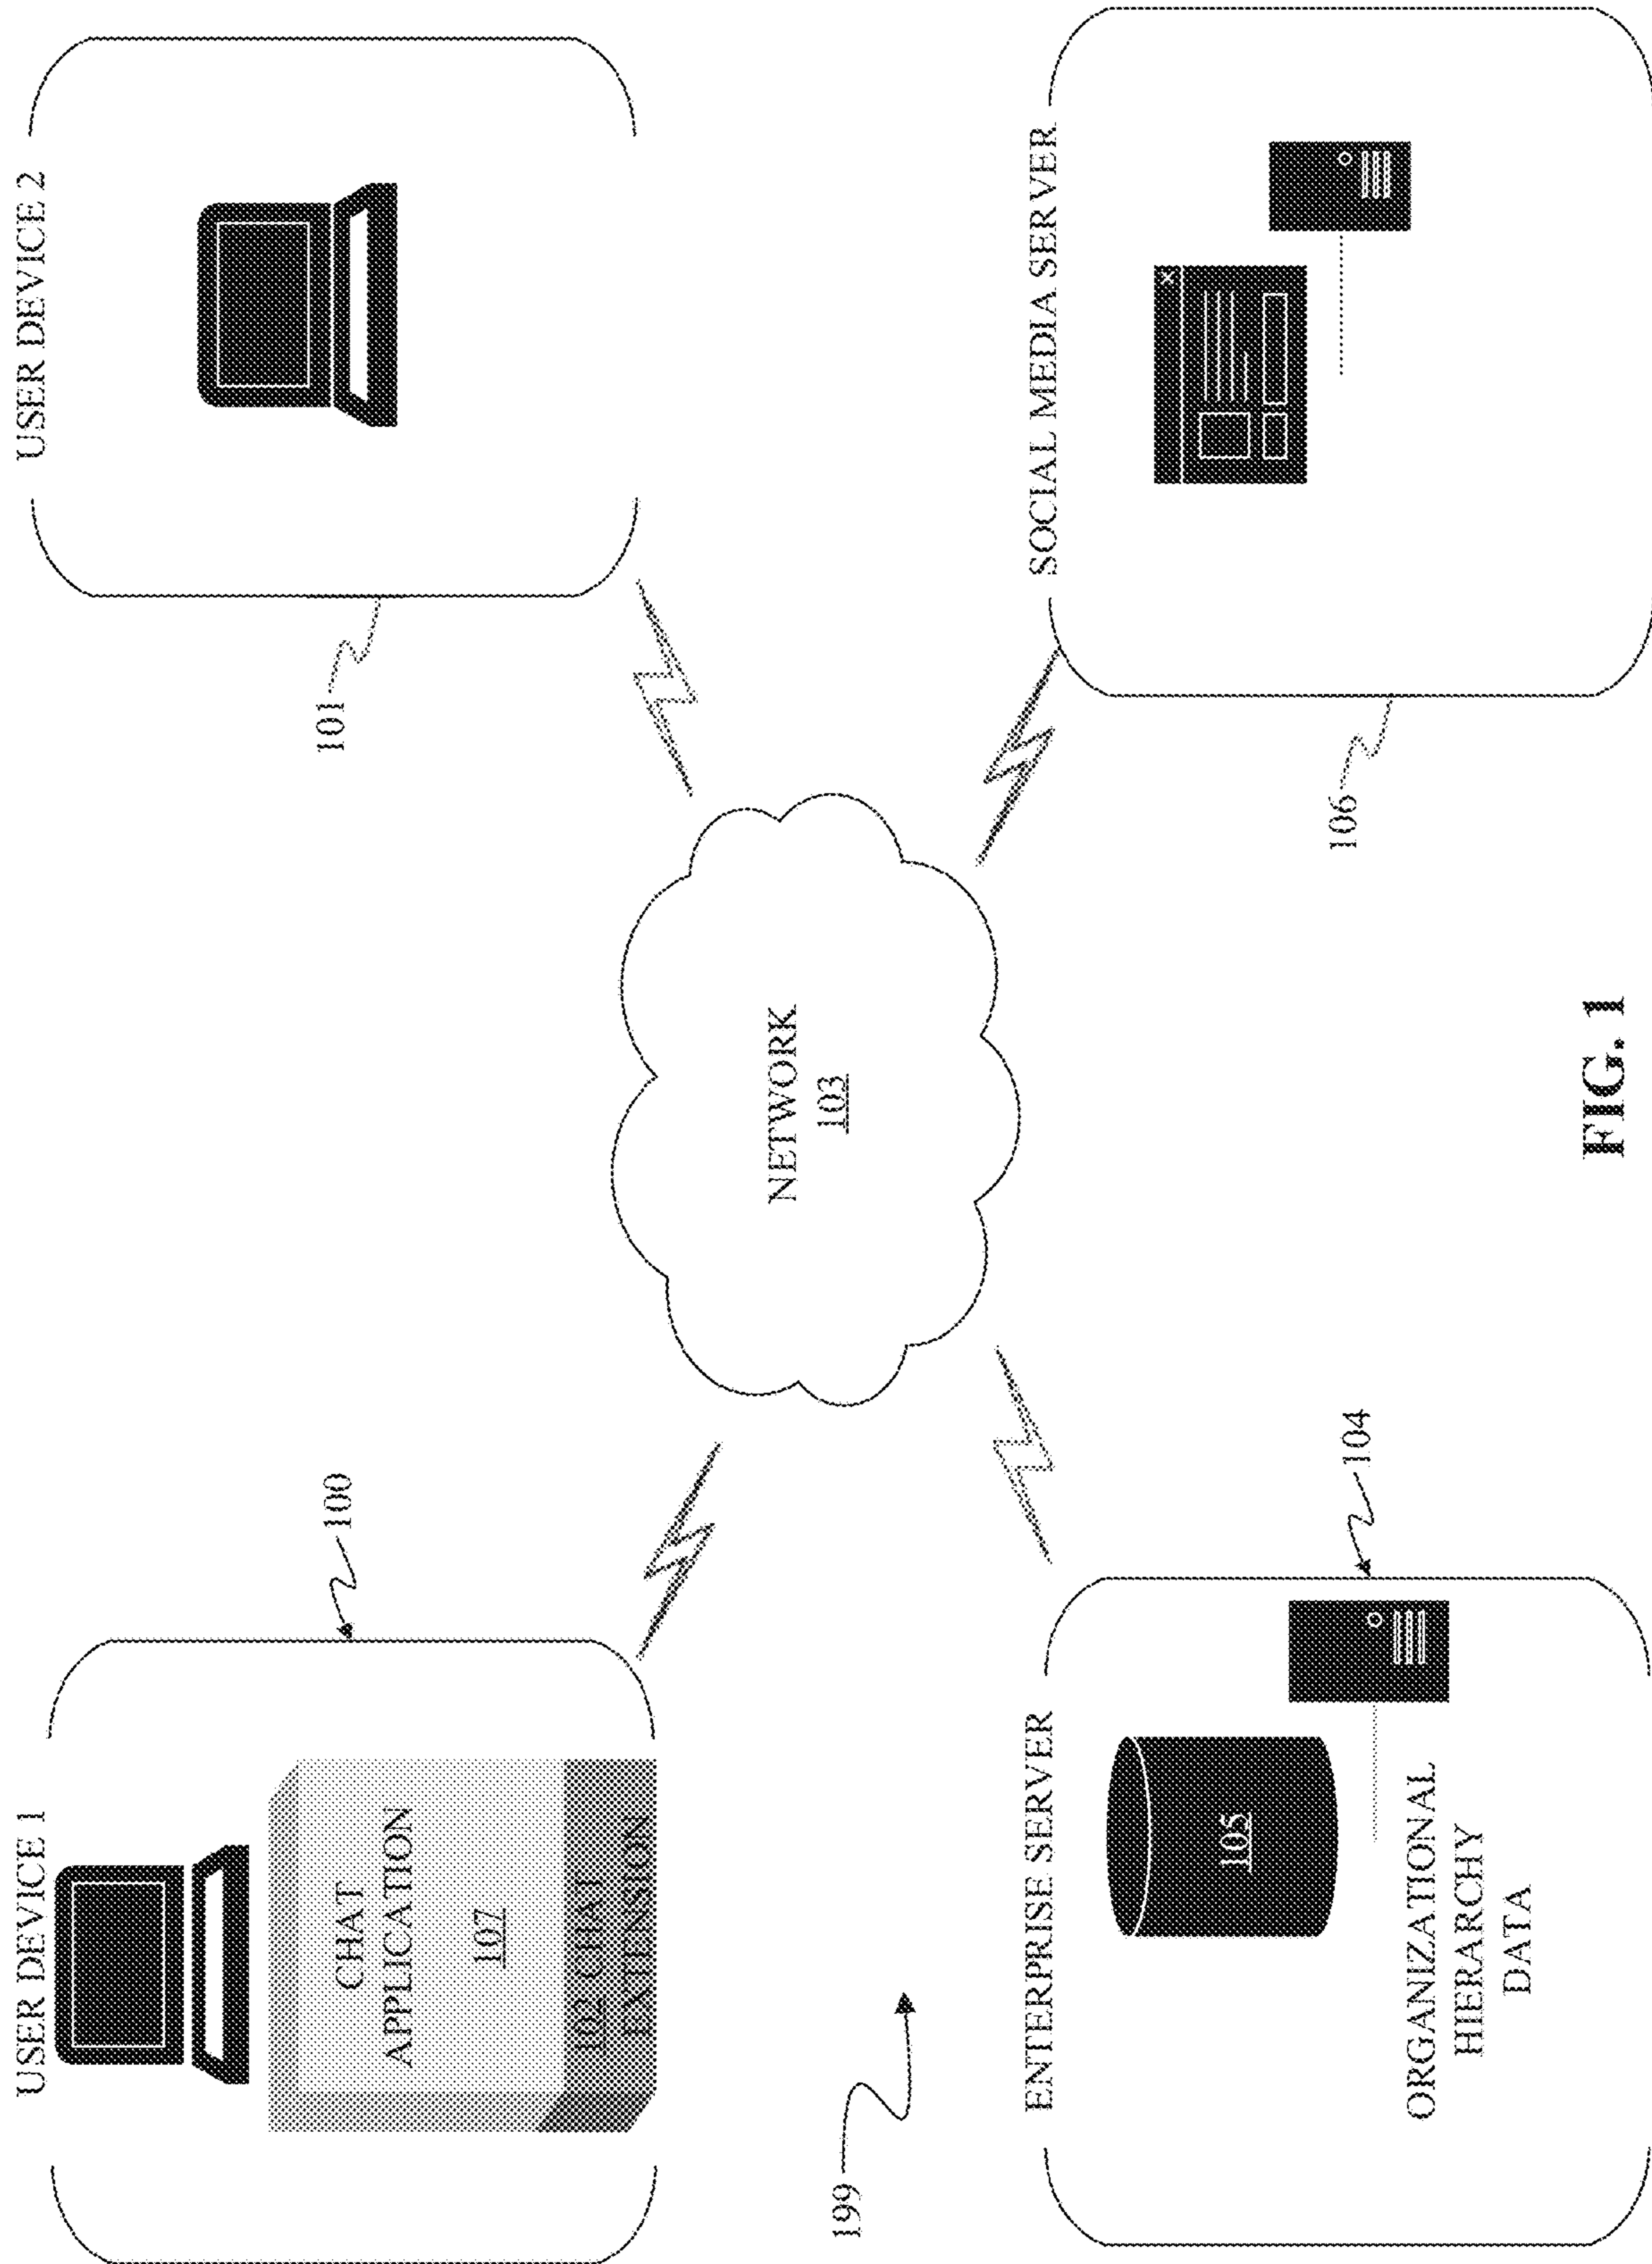 USER DEVICE 1
CHAT
APPLICATION
107
102 CHAT
EXTENSION
100
USER DEVICE 2
101
NETWORK
103
199
ENTERPRISE SERVER
105
ORGANIZATIONAL
HIERARCHY
DATA
104
SOCIAL MEDIA SERVER
X
106
FIG. 1